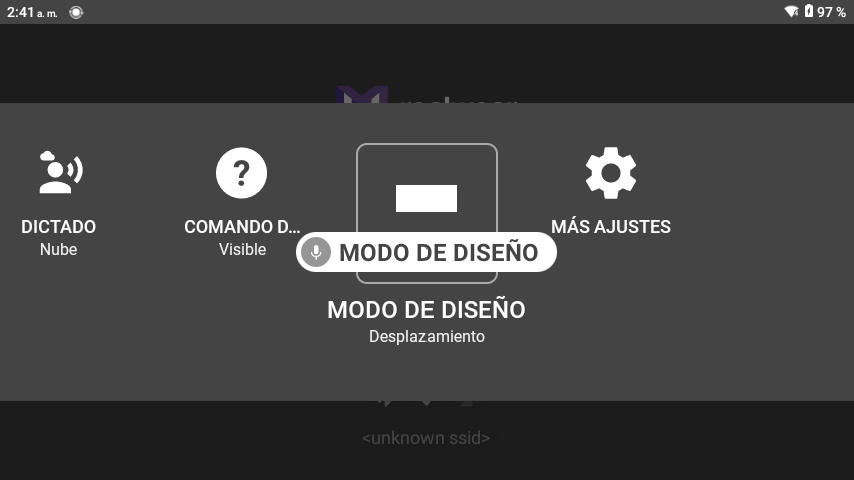 2:41 a. m.
97 %
DICTADO
Nube
COMANDO D...
Visible
MÁS AJUSTES
MODO DE DISEÑO
MODO DE DISEÑO
Desplazamiento
<unknown ssid>